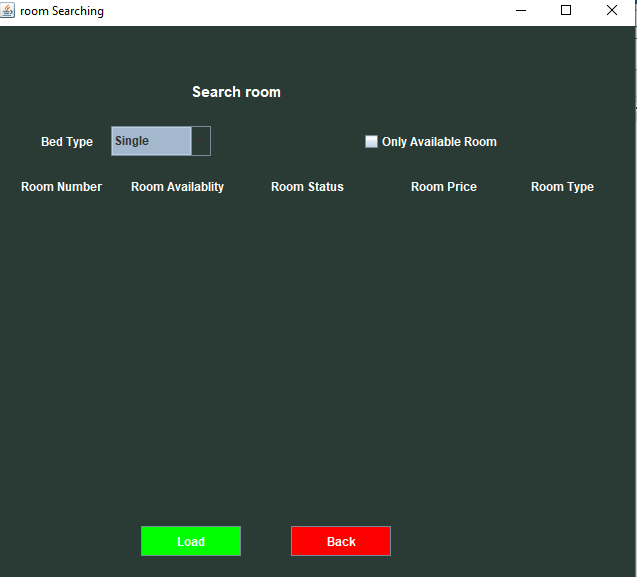 room Searching
Search room
Bed Type Single Only Available Room
Room Number Room Availablity Room Status Room Price Room Type
Load Back